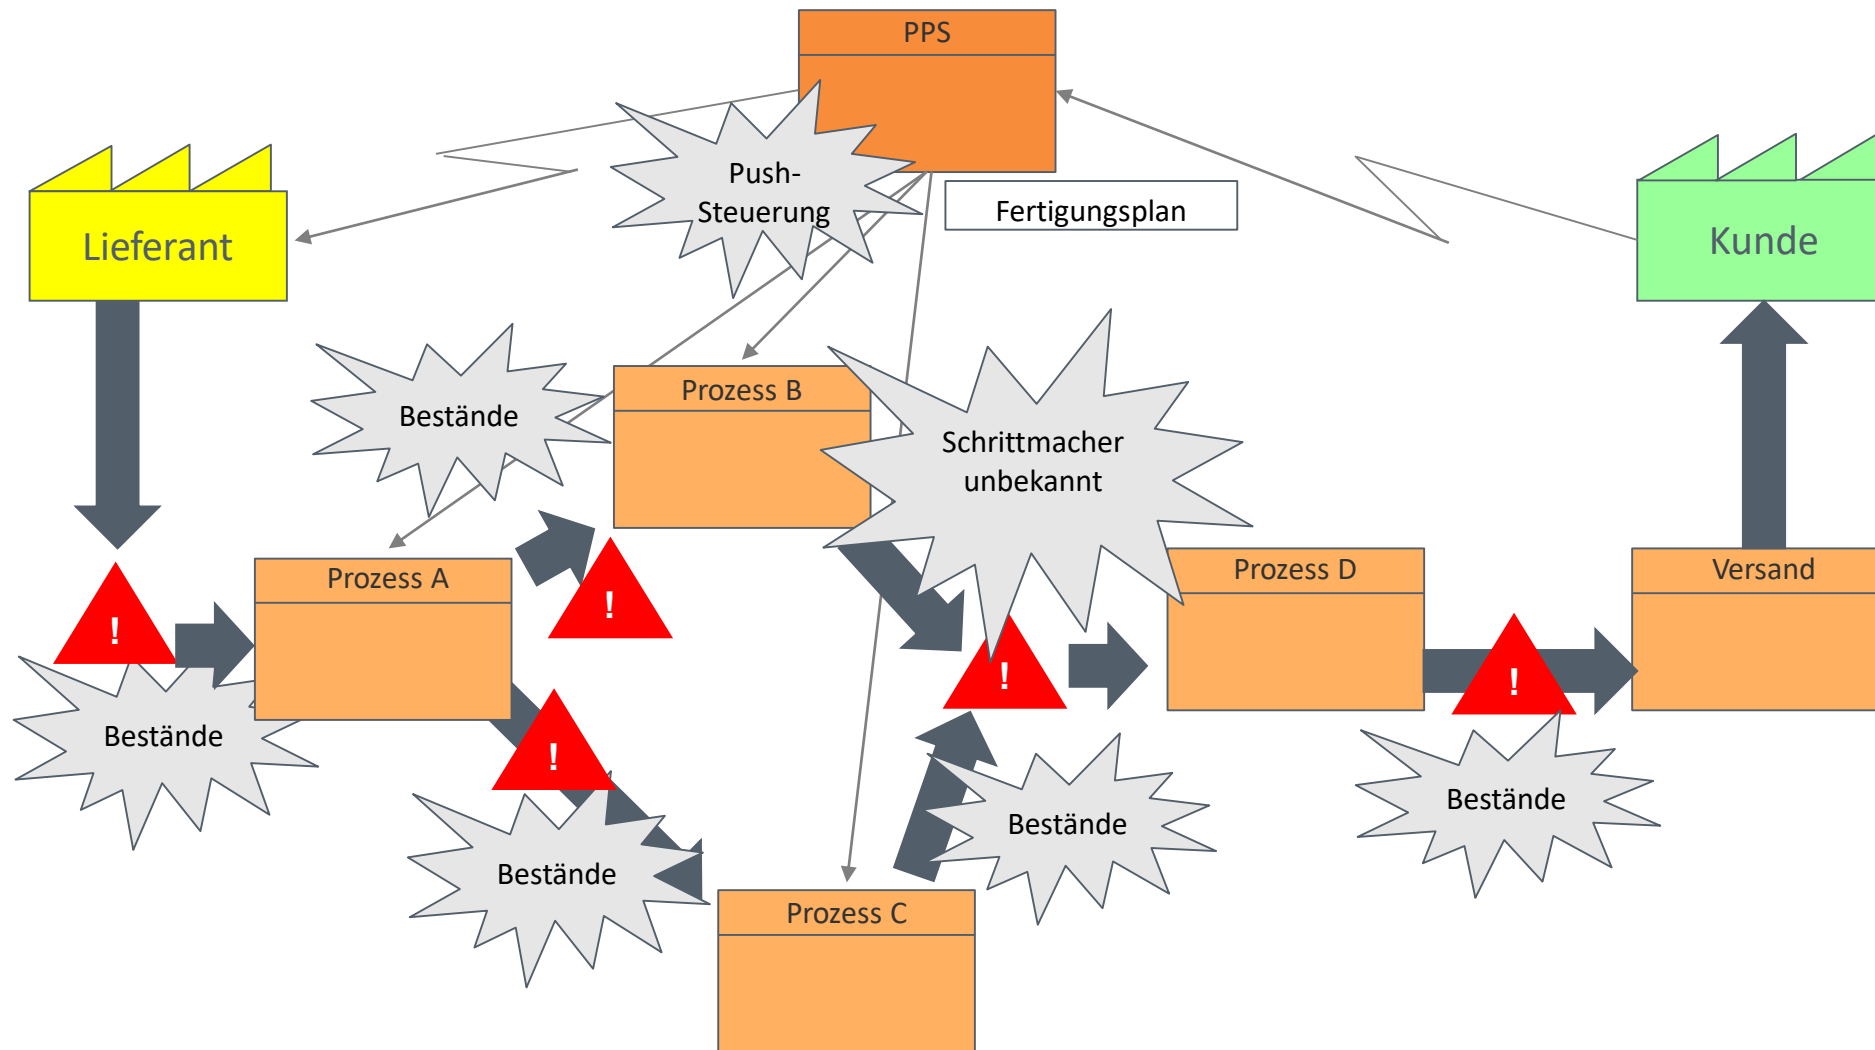 PPS
Push-
Steuerung
Fertigungsplan
Lieferant
Kunde
Bestände
Prozess B
Schrittmacher
unbekannt
Prozess A
!
!
Prozess D
Versand
!
!
!
Bestände
Bestände
Bestände
Bestände
Prozess C